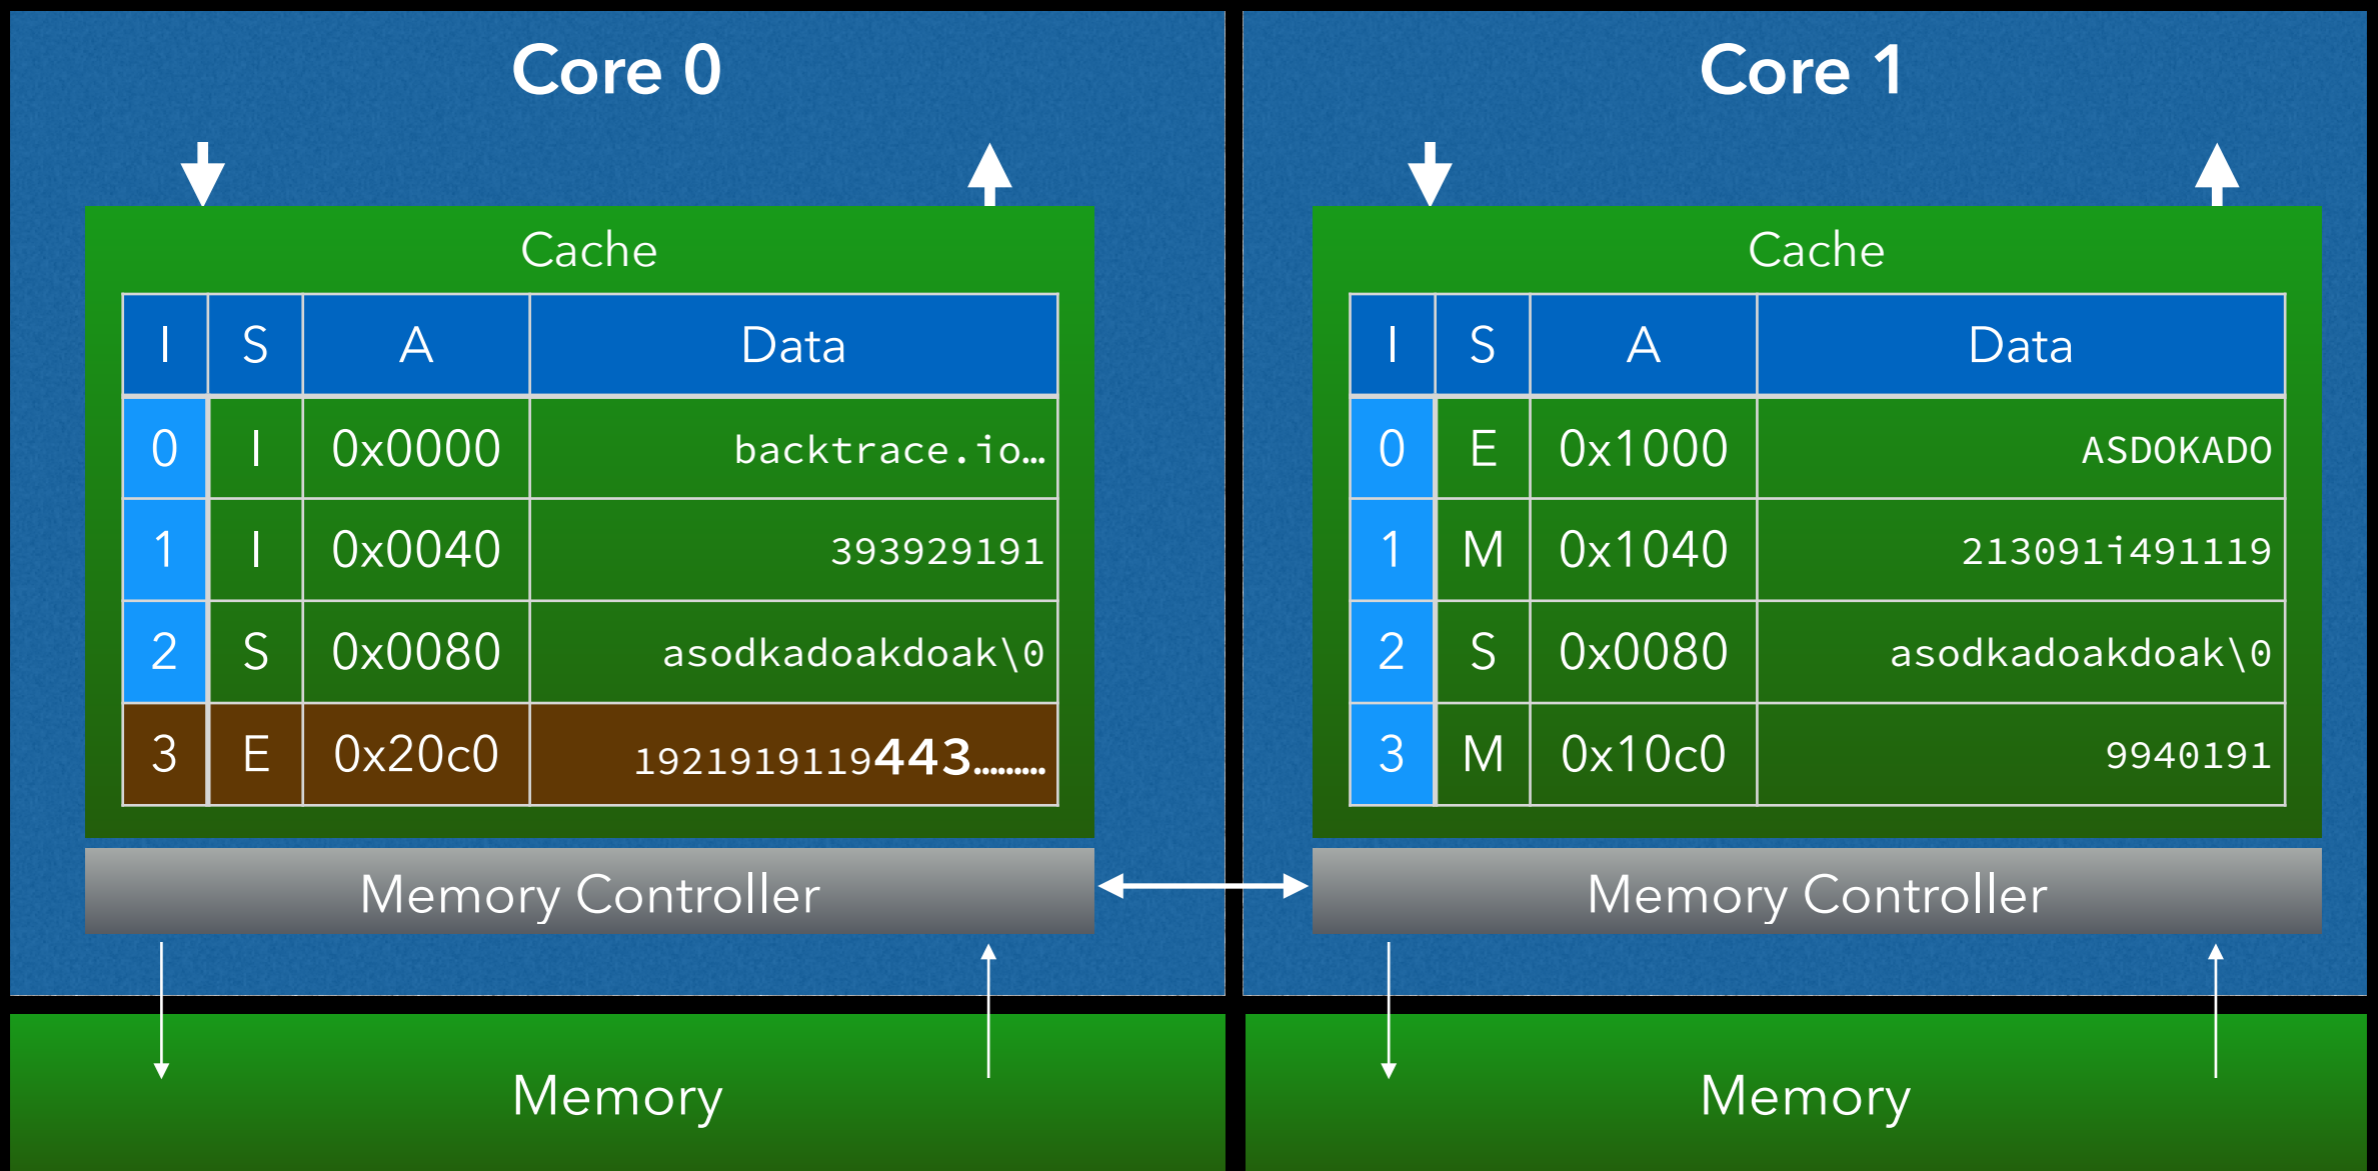 Core 0
Cache
I S A Data
0 I 0x0000 backtrace.io…
1 I 0x0040 393929191
2 S 0x0080 asodkadoakdoak\0
3 E 0x20c0 1921919119443………
Memory Controller
Memory
Core 1
Cache
I S A Data
0 E 0x1000 ASDOKADO
1 M 0x1040 213091i491119
2 S 0x0080 asodkadoakdoak\0
3 M 0x10c0 9940191
Memory Controller
Memory